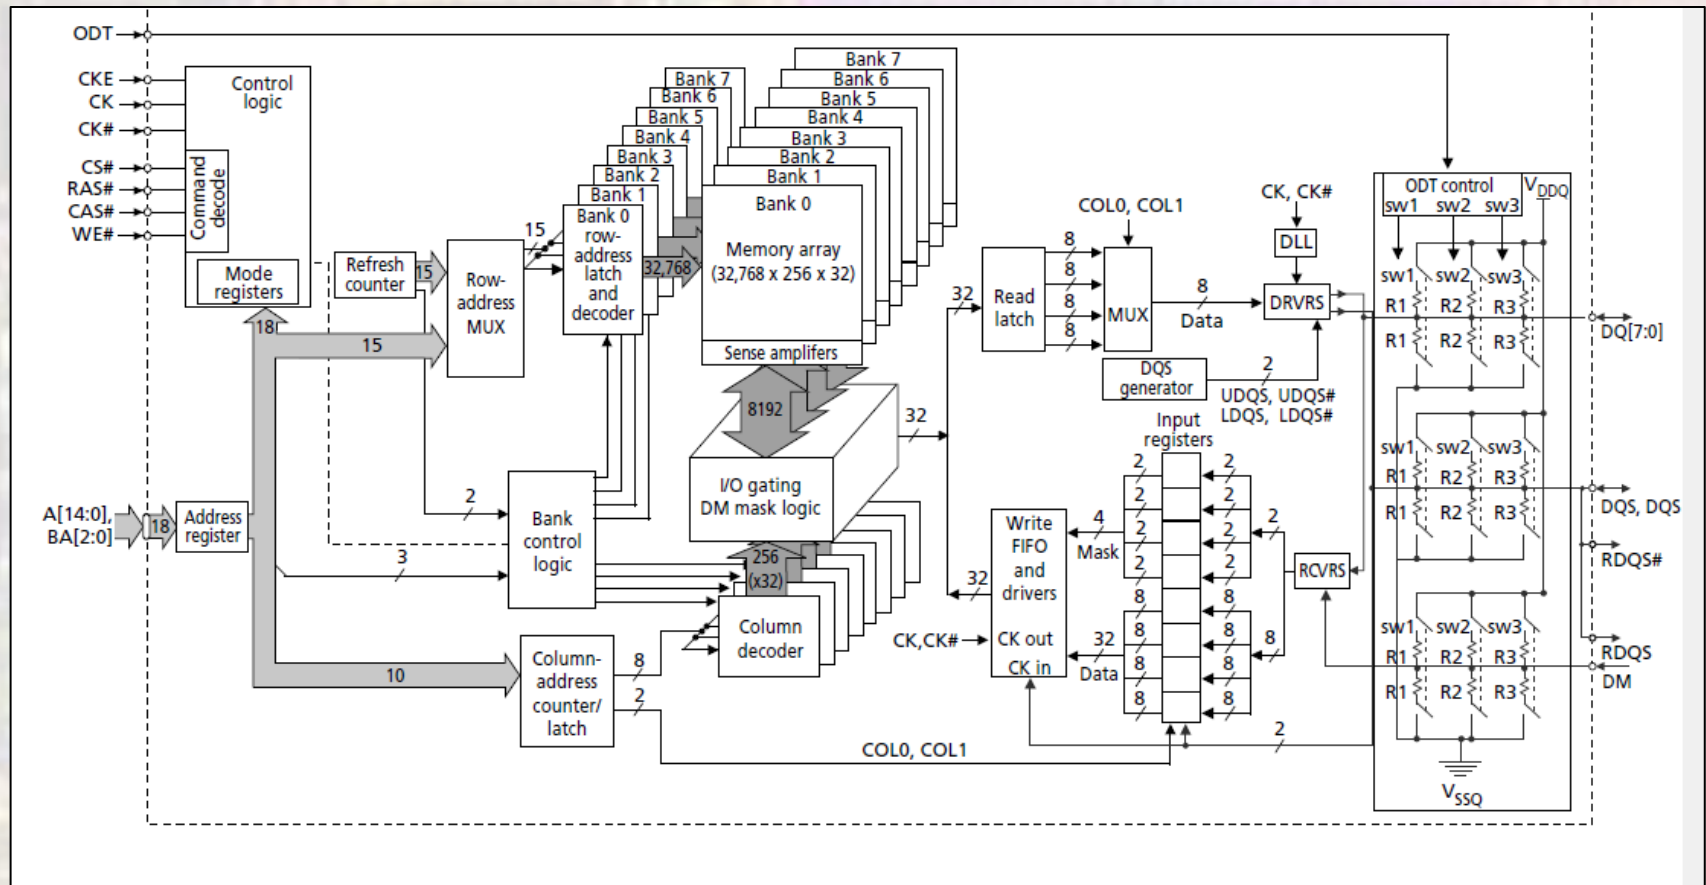 ODT
CKE
CK
CK#
CS#
RAS#
CAS#
WE#
Control
logic
Command
decode
Mode
registers
Refresh
counter
15
Row-
address
MUX
15
18
15
Bank 7
Bank 6
Bank 5
Bank 4
Bank 3
Bank 2
Bank 1
Bank 0
row-
address
latch
and
decoder
32,768
Bank 7
Bank 6
Bank 5
Bank 4
Bank 3
Bank 2
Bank 1
Bank 0
Memory array
(32,768 x 256 x 32)
Sense amplifers
8192
I/O gating
DM mask logic
256
(x32)
Column
decoder
A[14:0],
BA[2:0]
18
Address
register
2
3
Bank
control
logic
10
Column-
address
counter/
latch
8
2
COL0, COL1
32
32
Read
latch
8
8
8
8
COL0, COL1
MUX
8
Data
CK, CK#
DLL
DRVRS
DQS
generator
2
UDQS, UDQS#
LDQS, LDQS#
Input
registers
2
2
2
2
8
8
8
8
2
2
2
2
8
8
8
8
4
Mask
32
Data
32
Write
FIFO
and
drivers
CK out
CK in
CK,CK#
2
8
RCVRS
2
ODT control
sw1 sw2 sw3
VDDQ
sw1 sw2 sw3
R1 R2 R3
R1 R2 R3
sw1 sw2 sw3
R1 R2 R3
R1 R2 R3
sw1 sw2 sw3
R1 R2 R3
R1 R2 R3
VSSQ
DQ[7:0]
DQS, DQS
RDQS#
RDQS
DM